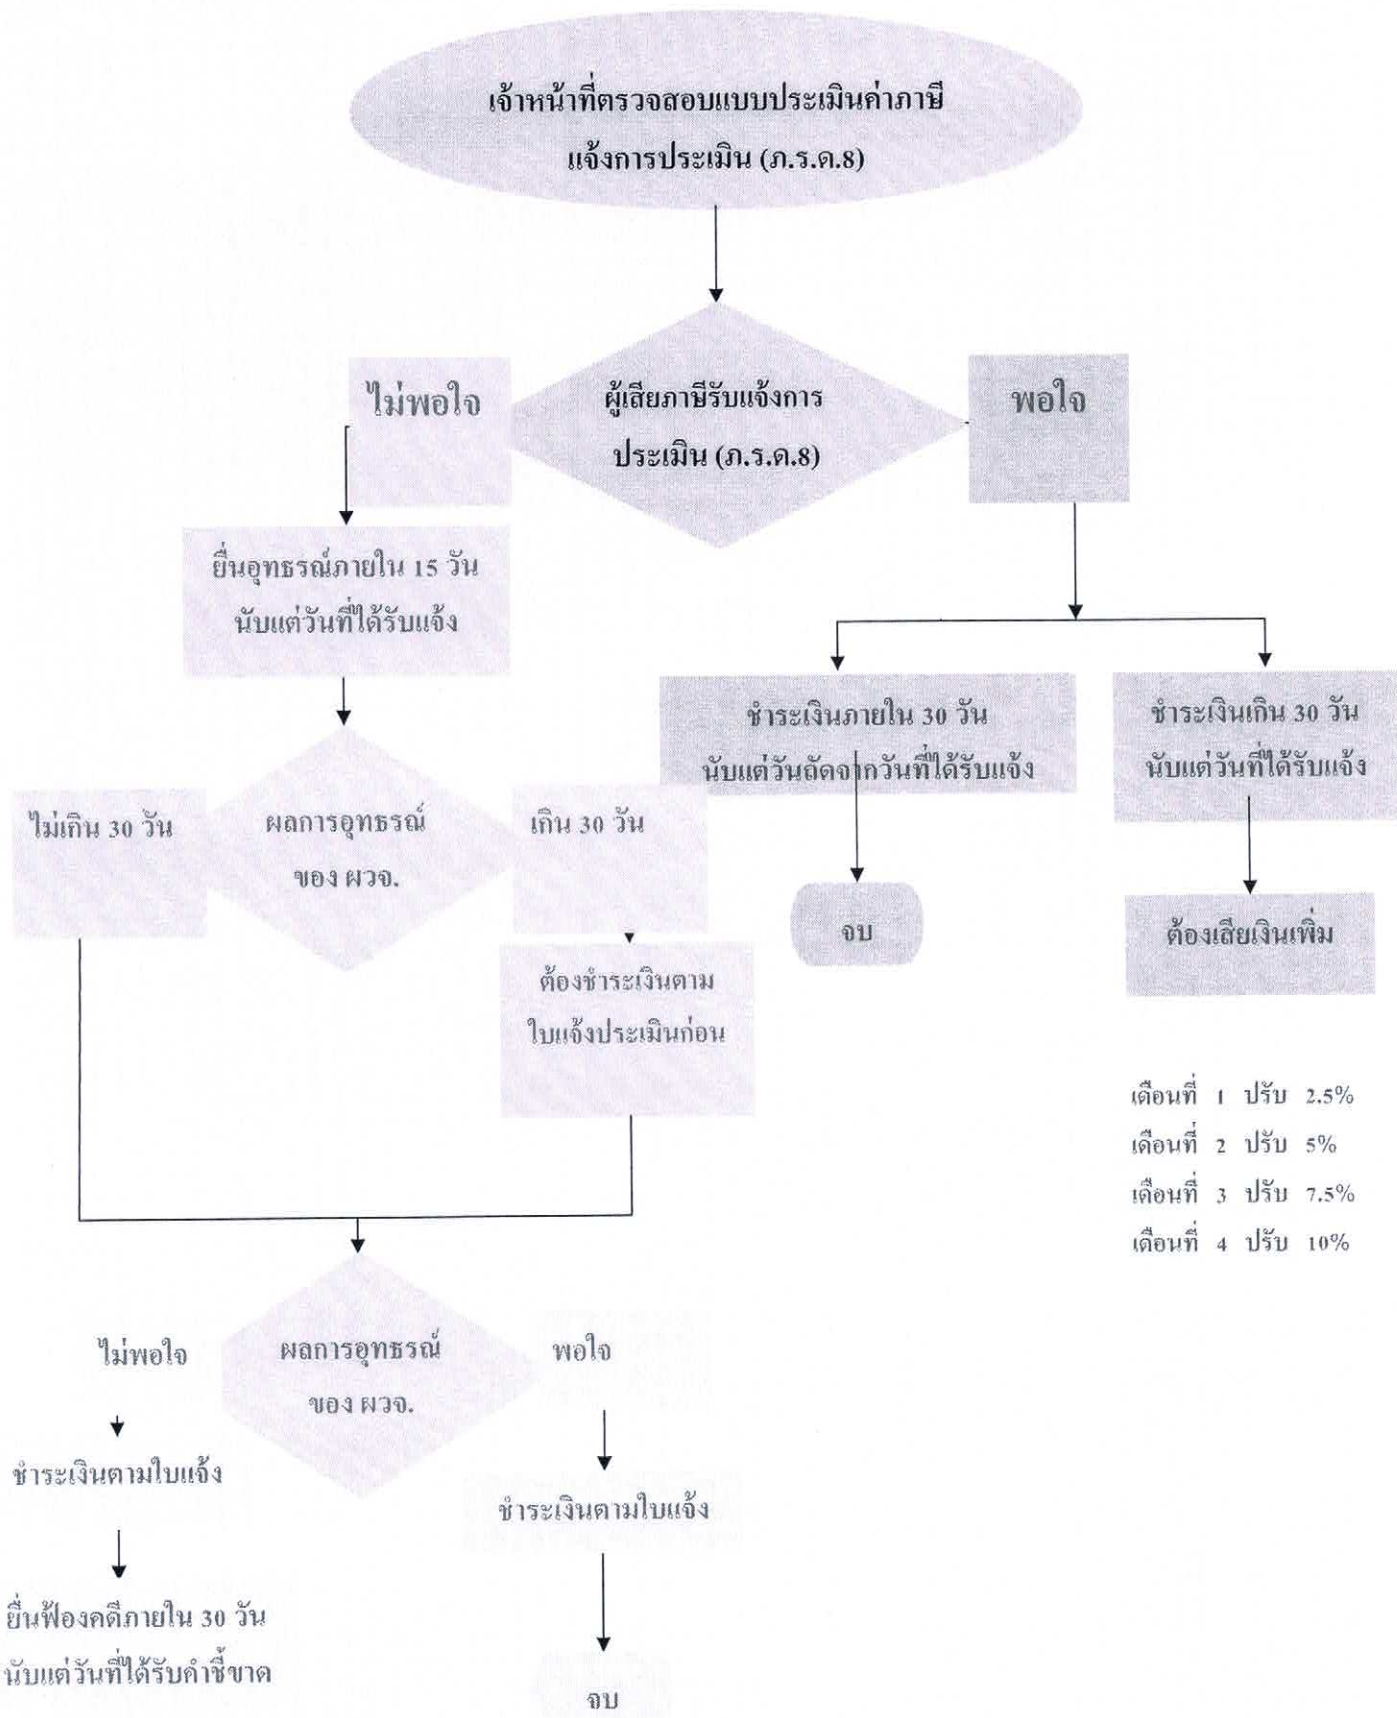 เจ้าหน้าที่ตรวจสอบแบบประเมินค่าภาษี
แจ้งการประเมิน (ภ.ร.ด.8)
ไม่พอใจ
ผู้เสียภาษีรับแจ้งการ
ประเมิน (ภ.ร.ด.8)
พอใจ
ยื่นอุทธรณ์ภายใน 15 วัน
นับแต่วันที่ได้รับแจ้ง
ชำระเงินภายใน 30 วัน
นับแต่วันถัดจากวันที่ได้รับแจ้ง
ชำระเงินเกิน 30 วัน
นับแต่วันที่ได้รับแจ้ง
ไม่เกิน 30 วัน
ผลการอุทธรณ์
ของ ผวจ.
เกิน 30 วัน
จบ
ต้องเสียเงินเพิ่ม
ต้องชำระเงินตาม
ใบแจ้งประเมินก่อน
เดือนที่ 1 ปรับ 2.5%
เดือนที่ 2 ปรับ 5%
เดือนที่ 3 ปรับ 7.5%
เดือนที่ 4 ปรับ 10%
ไม่พอใจ
ผลการอุทธรณ์
ของ ผวจ.
พอใจ
ชำระเงินตามใบแจ้ง
ชำระเงินตามใบแจ้ง
ยื่นฟ้องคดีภายใน 30 วัน
นับแต่วันที่ได้รับคำชี้ขาด
จบ